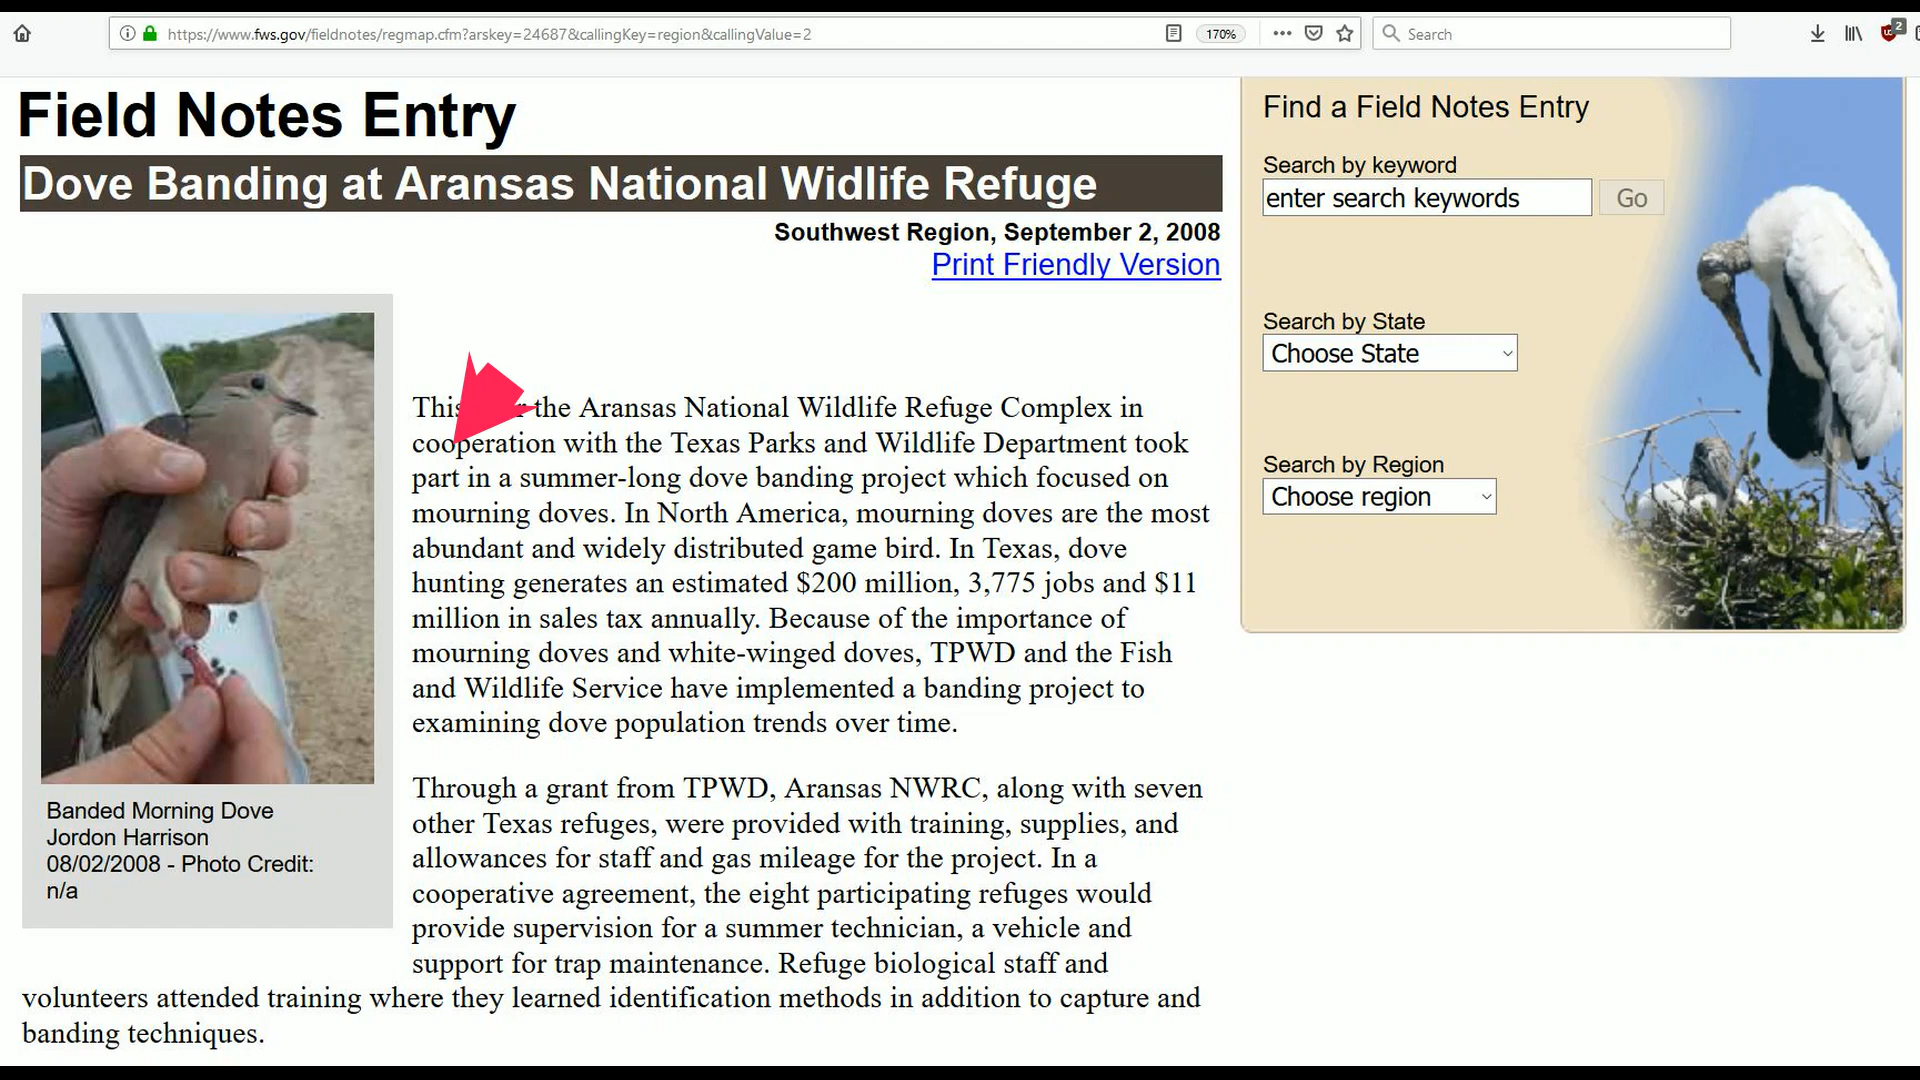 https://www.fws.gov/fieldnotes/regmap.cfm?arskey=24687&callingKey=region&callingValue=2
170%
Search
2
Field Notes Entry
Dove Banding at Aransas National Widlife Refuge
Southwest Region, September 2, 2008
Print Friendly Version
This the Aransas National Wildlife Refuge Complex in
cooperation with the Texas Parks and Wildlife Department took
part in a summer-long dove banding project which focused on
mourning doves. In North America, mourning doves are the most
abundant and widely distributed game bird. In Texas, dove
hunting generates an estimated $200 million, 3,775 jobs and $11
million in sales tax annually. Because of the importance of
mourning doves and white-winged doves, TPWD and the Fish
and Wildlife Service have implemented a banding project to
examining dove population trends over time.
Through a grant from TPWD, Aransas NWRC, along with seven
other Texas refuges, were provided with training, supplies, and
allowances for staff and gas mileage for the project. In a
cooperative agreement, the eight participating refuges would
provide supervision for a summer technician, a vehicle and
support for trap maintenance. Refuge biological staff and
volunteers attended training where they learned identification methods in addition to capture and
banding techniques.
Banded Morning Dove
Jordon Harrison
08/02/2008 - Photo Credit:
n/a
Find a Field Notes Entry
Search by keyword
enter search keywords Go
Search by State
Choose State
Search by Region
Choose region